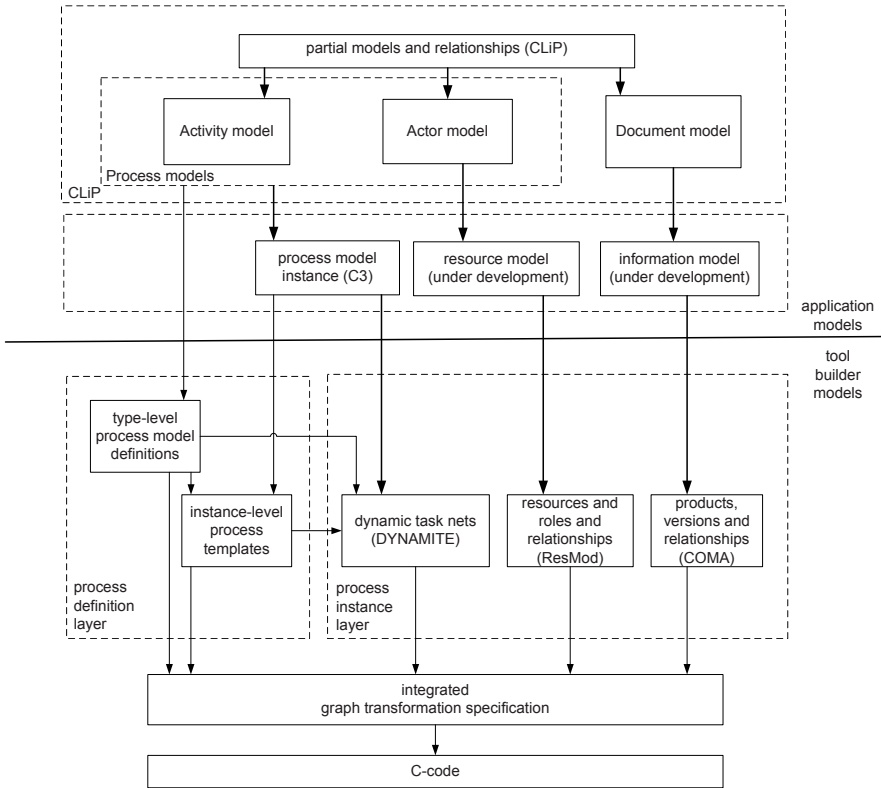 partial models and relationships (CLiP)
Activity model
Actor model
Document model
Process models
CLiP
process model
instance (C3)
resource model
(under development)
information model
(under development)
application
models
tool
builder
models
type-level
process model
definitions
instance-level
process
templates
dynamic task nets
(DYNAMITE)
resources and
roles and
relationships
(ResMod)
products,
versions and
relationships
(COMA)
process
definition
layer
process
instance
layer
integrated
graph transformation specification
C-code